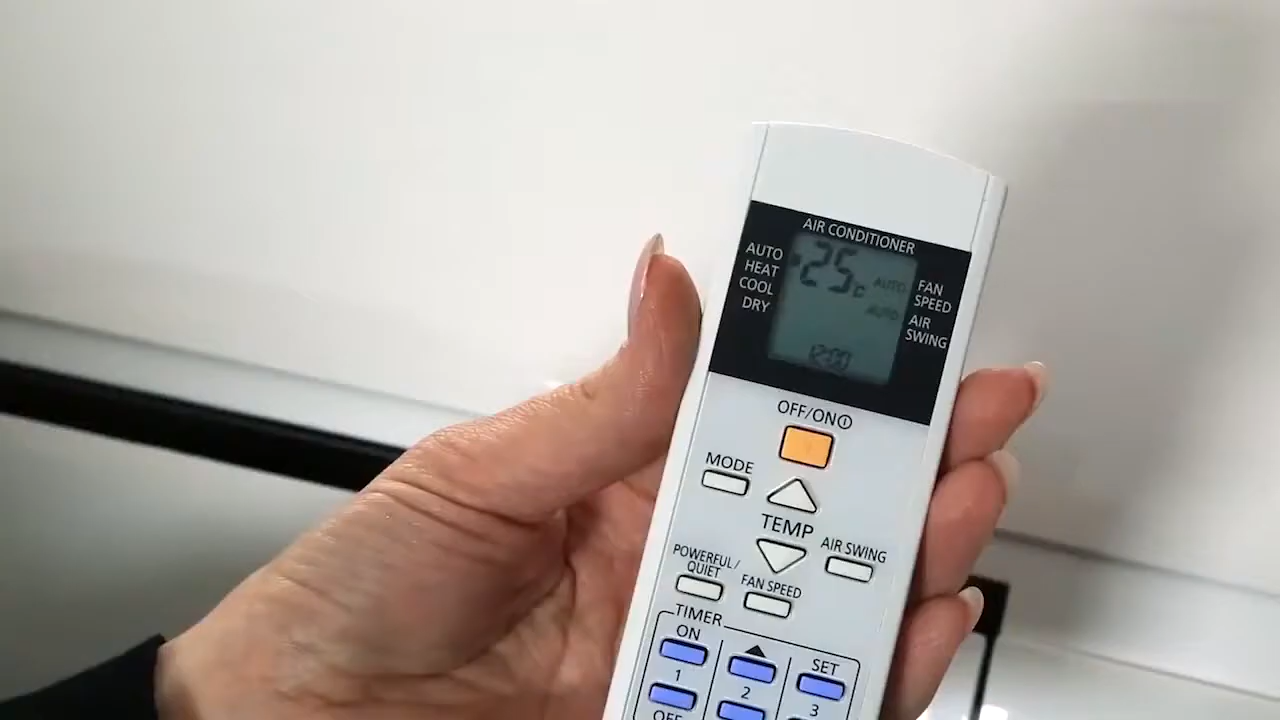 AIR CONDITIONER
AUTO
HEAT
COOL
DRY
25c
AUTO
AUTO
12:00
FAN
SPEED
AIR
SWING
OFF/ON
MODE
TEMP
AIR SWING
POWERFUL/
QUIET
FAN SPEED
TIMER
ON
SET
1
2
3
OFF